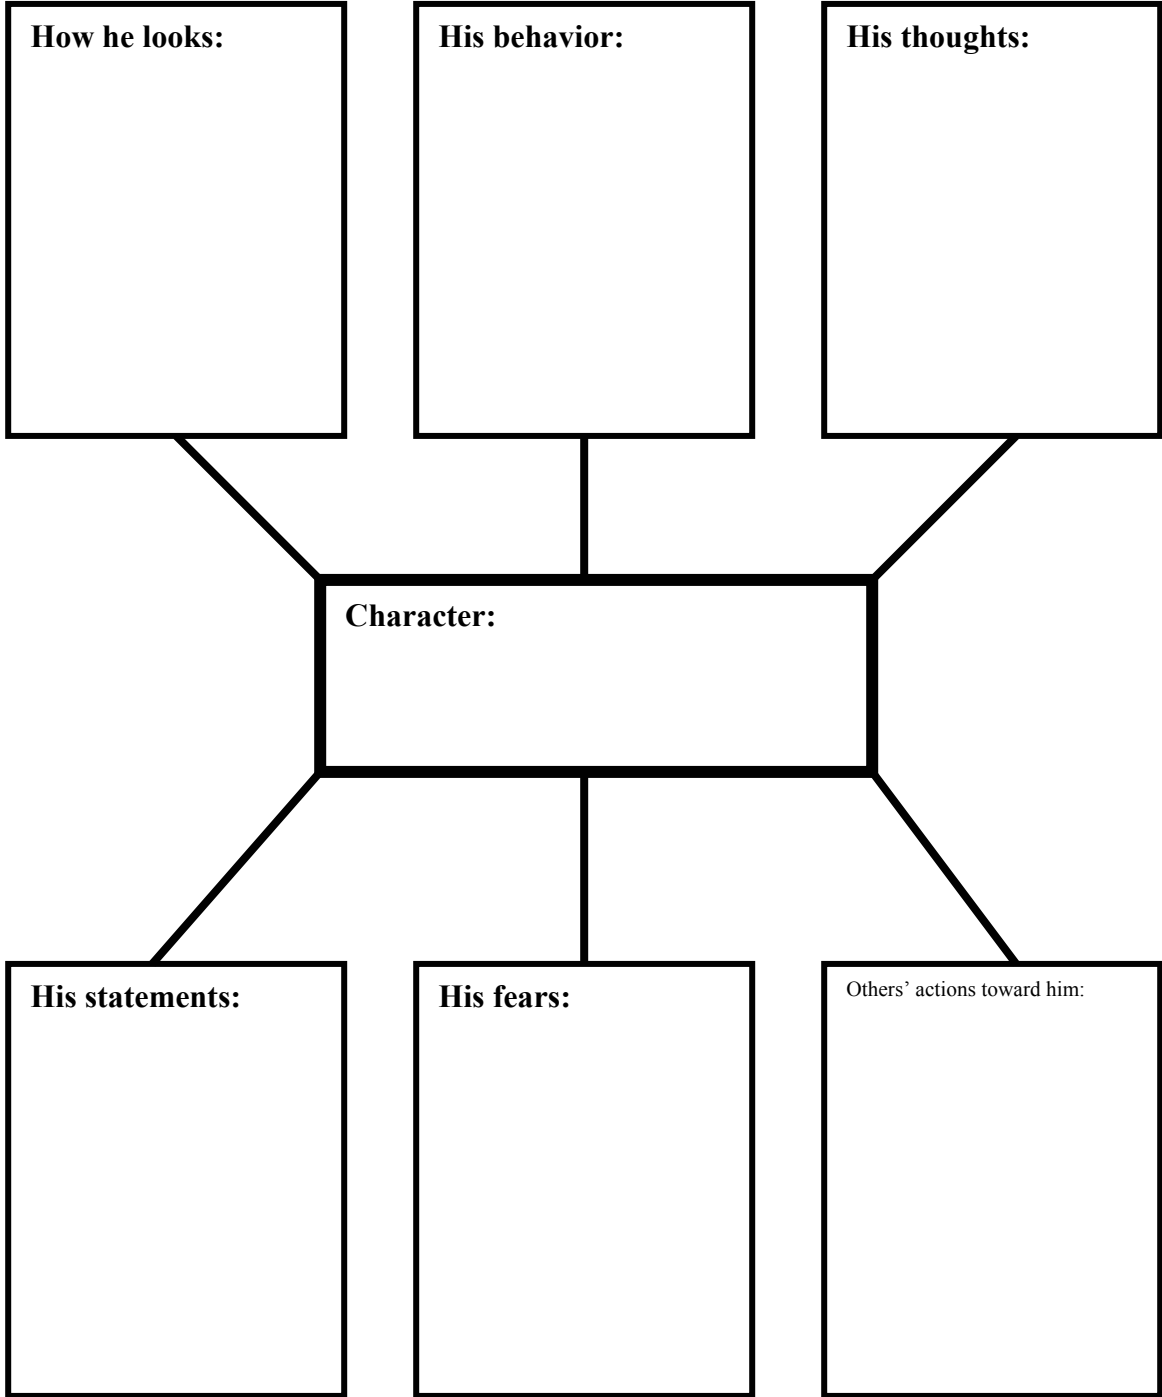 How he looks:
His behavior:
His thoughts:
Character:
His statements:
His fears:
Others’ actions toward him: